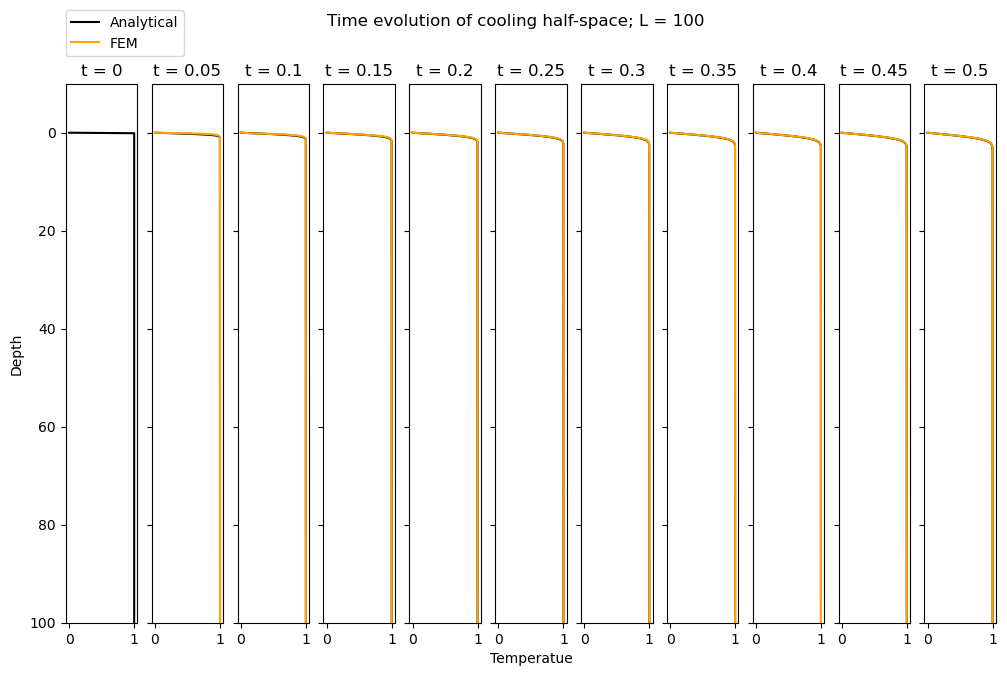 Time evolution of cooling half-space; L = 100
Analytical
FEM
t = 0 t = 0.05 t = 0.1 t = 0.15 t = 0.2 t = 0.25 t = 0.3 t = 0.35 t = 0.4 t = 0.45 t = 0.5
0
20
40
60
80
100
Depth
0 1 0 1 0 1 0 1 0 1 0 1 0 1 0 1 0 1 0 1 0 1
Temperatue